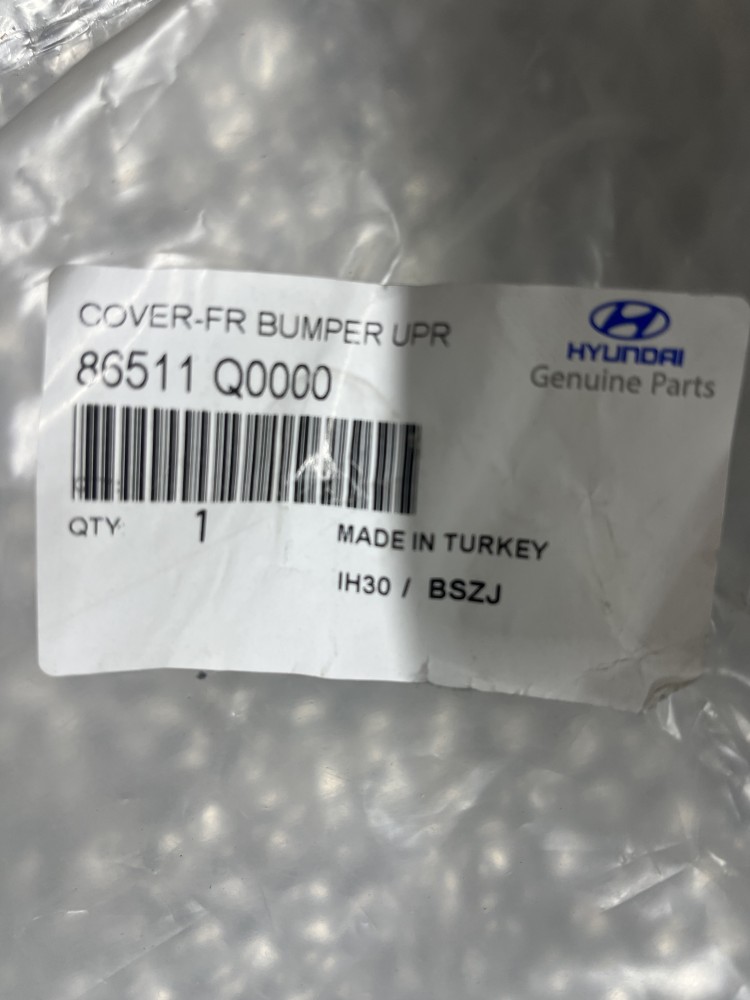 COVER-FR BUMPER UPR
86511 Q0000
HYUNDAI
Genuine Parts
QTY 1
MADE IN TURKEY
IH30 / BSZJ